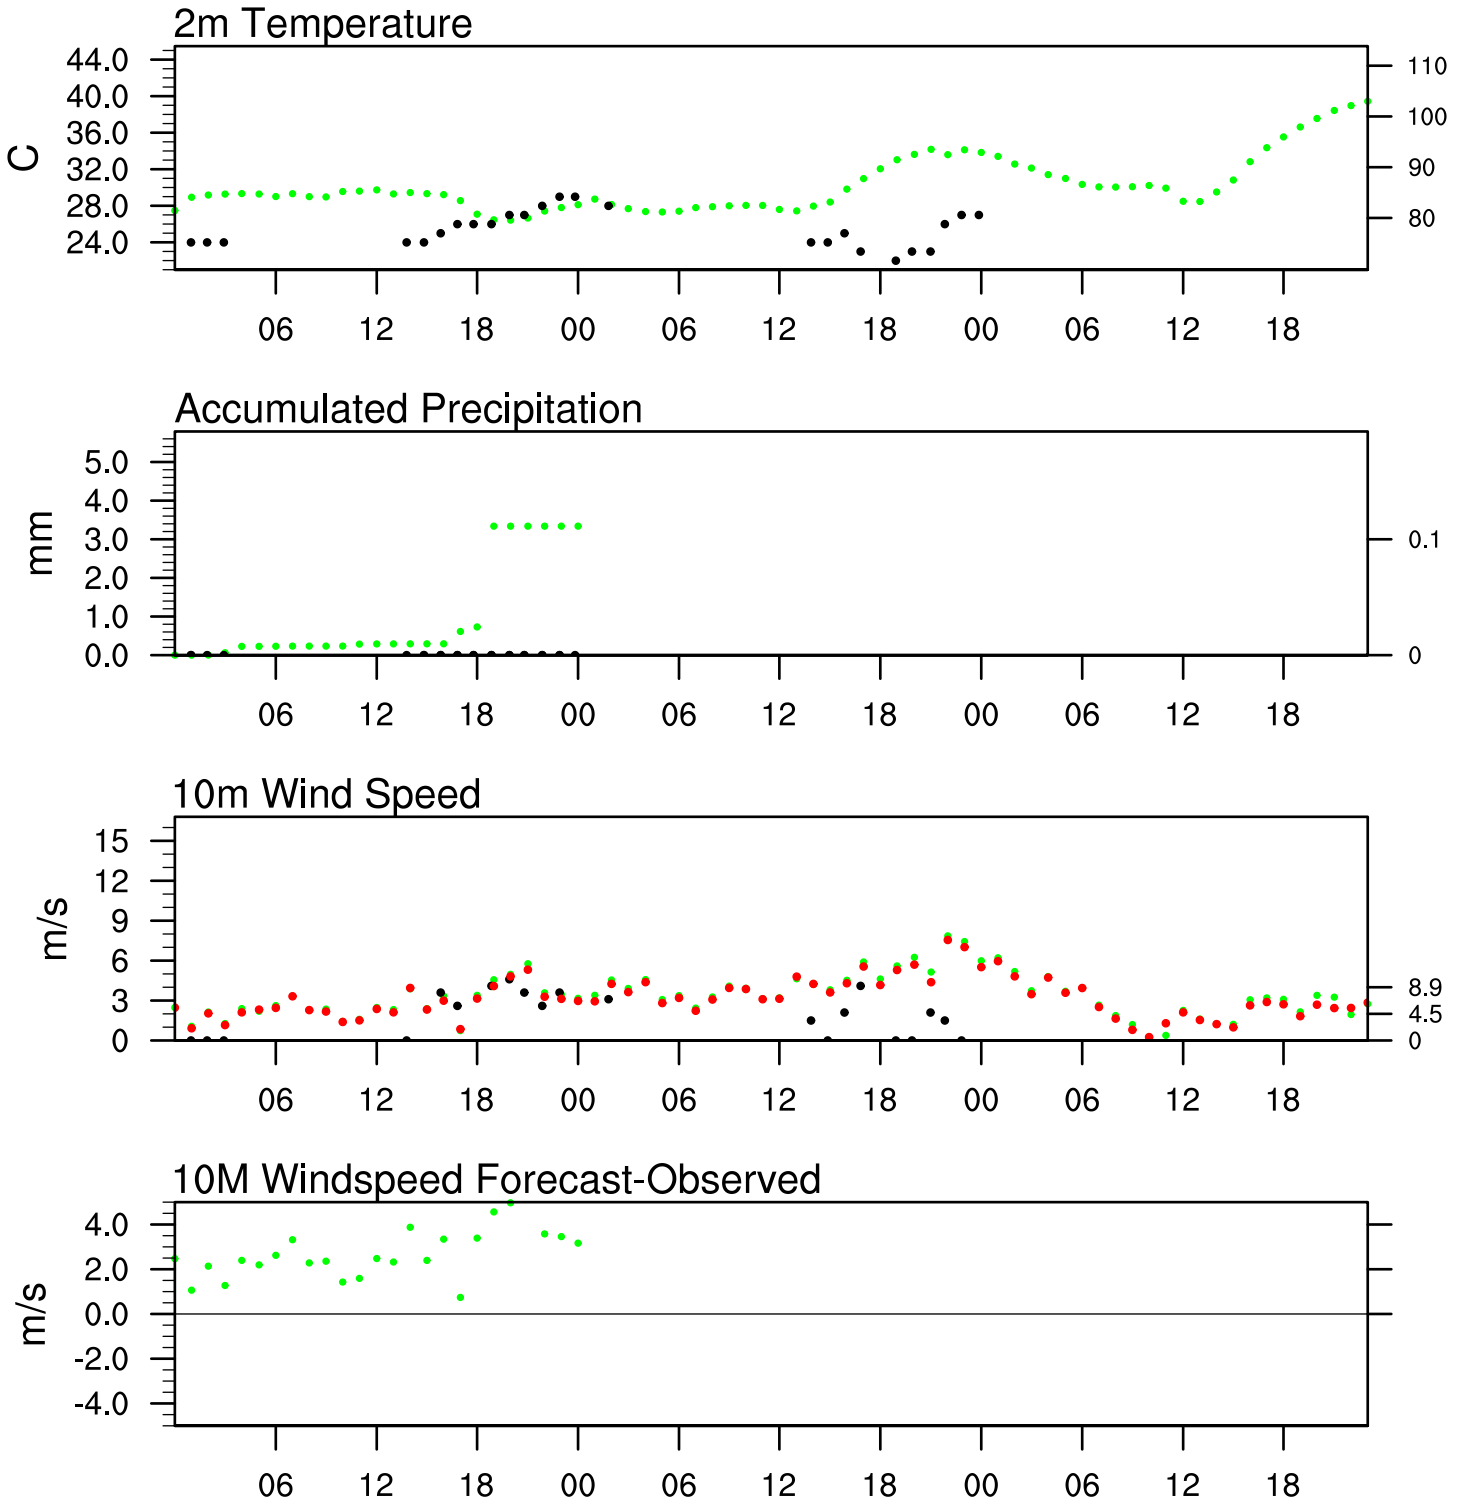 2m Temperature
44.0
40.0
36.0
32.0
28.0
24.0
C
110
100
90
80
06 12 18 00 06 12 18 00 06 12 18
Accumulated Precipitation
5.0
4.0
3.0
2.0
1.0
0.0
mm
0.1
0
06 12 18 00 06 12 18 00 06 12 18
10m Wind Speed
15
12
9
6
3
0
m/s
8.9
4.5
0
06 12 18 00 06 12 18 00 06 12 18
10M Windspeed Forecast-Observed
4.0
2.0
0.0
-2.0
-4.0
m/s
06 12 18 00 06 12 18 00 06 12 18